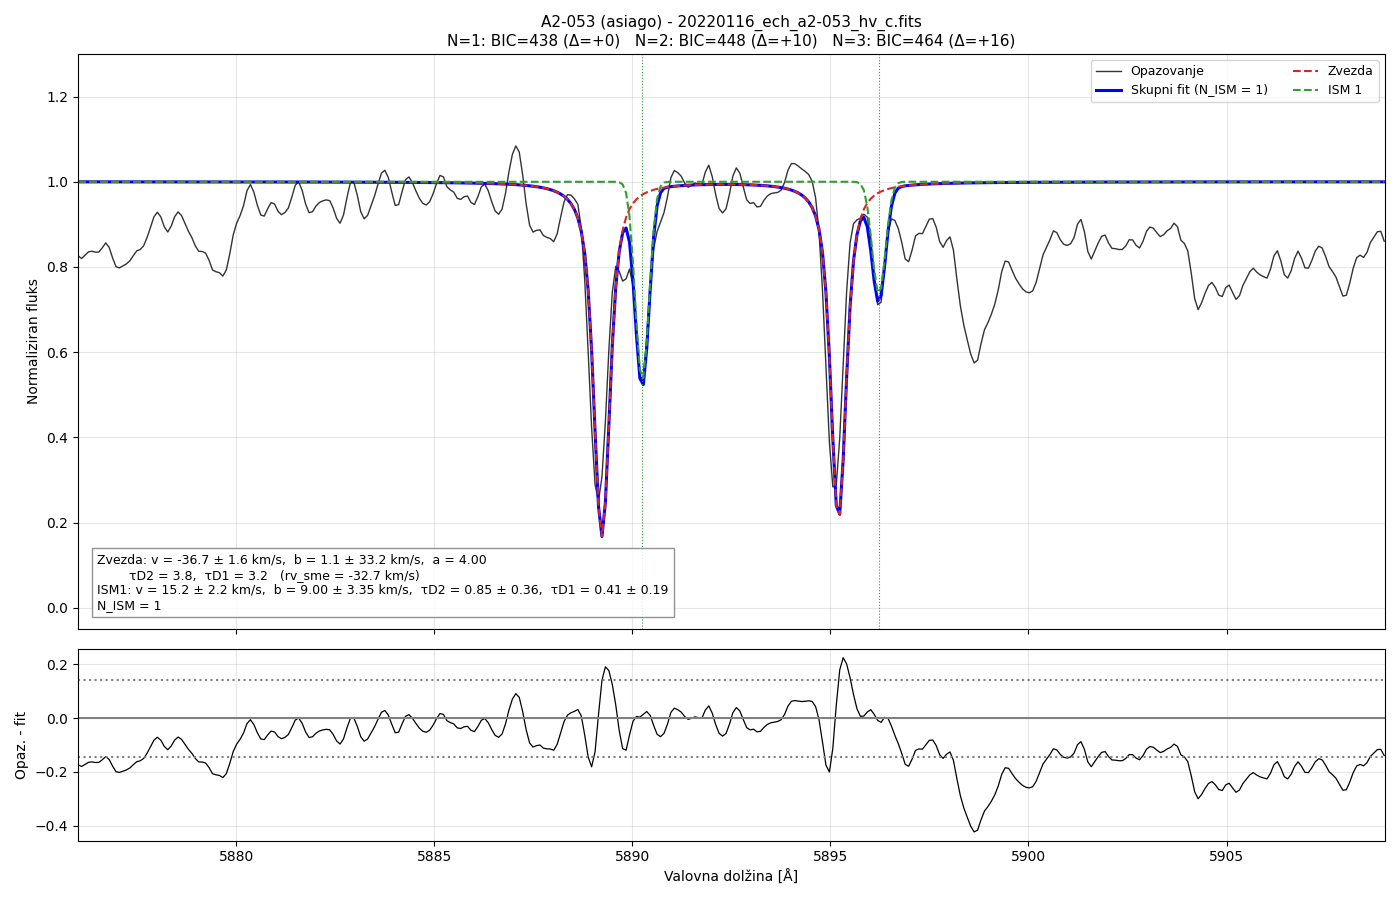 A2-053 (asiago) - 20220116_ech_a2-053_hv_c.fits
N=1: BIC=438 (Δ=+0)   N=2: BIC=448 (Δ=+10)   N=3: BIC=464 (Δ=+16)
Opazovanje
Skupni fit (N_ISM = 1)
Zvezda
ISM 1
Normaliziran fluks
1.2
1.0
0.8
0.6
0.4
0.2
0.0
Zvezda: v = -36.7 ± 1.6 km/s,  b = 1.1 ± 33.2 km/s,  a = 4.00
τD2 = 3.8,  τD1 = 3.2   (rv_sme = -32.7 km/s)
ISM1: v = 15.2 ± 2.2 km/s,  b = 9.00 ± 3.35 km/s,  τD2 = 0.85 ± 0.36,  τD1 = 0.41 ± 0.19
N_ISM = 1
Opaz. - fit
0.2
0.0
−0.2
−0.4
5880
5885
5890
5895
5900
5905
Valovna dolžina [Å]